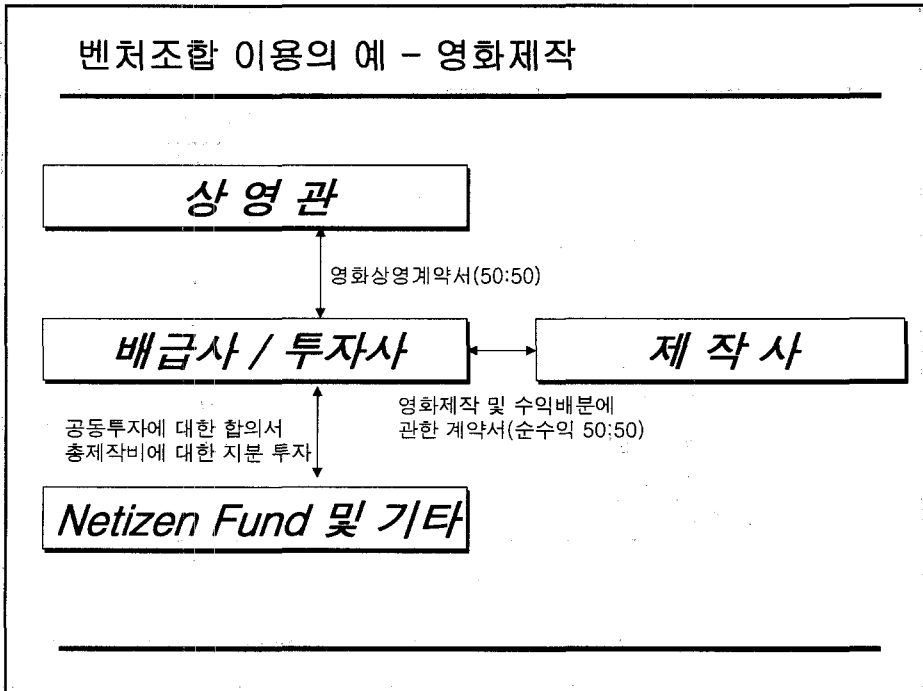 벤처조합 이용의 예 – 영화제작
상 영 관
영화상영계약서(50:50)
배급사 / 투자사
제 작 사
공동투자에 대한 합의서
총제작비에 대한 지분 투자
영화제작 및 수익배분에
관한 계약서(순수익 50:50)
Netizen Fund 및 기타